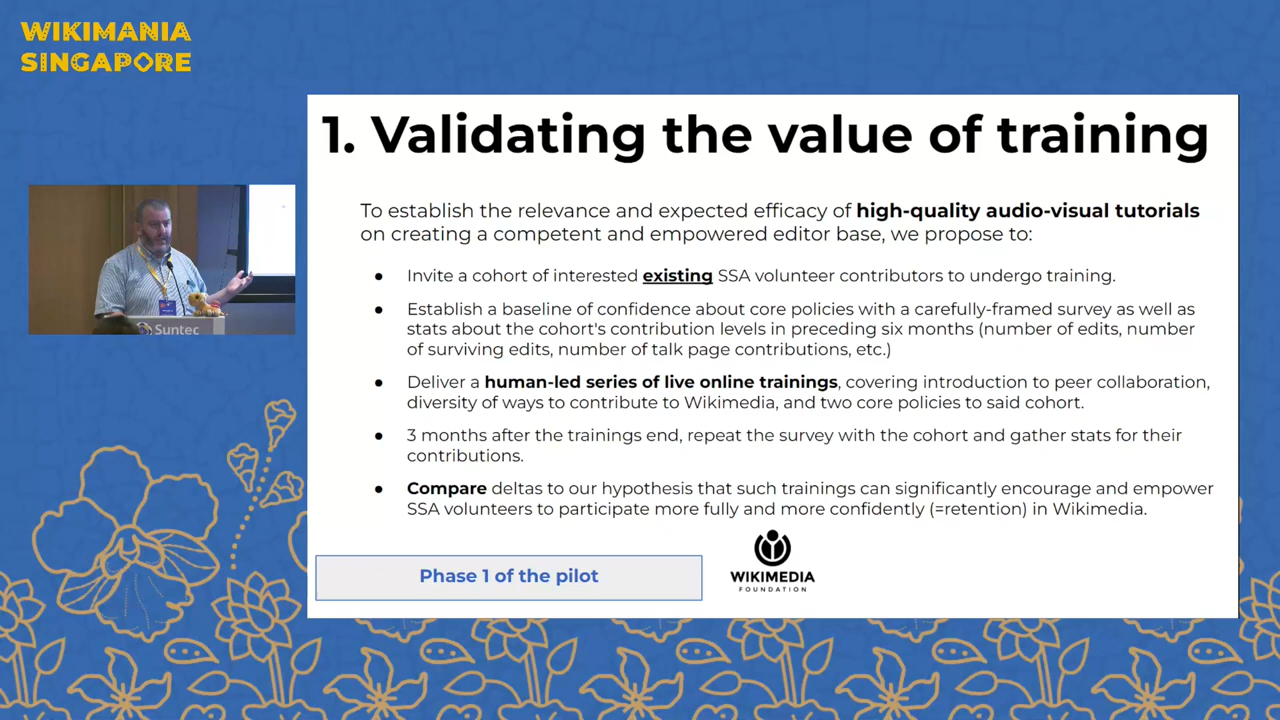 WIKIMANIA
SINGAPORE
1. Validating the value of training
To establish the relevance and expected efficacy of high-quality audio-visual tutorials
on creating a competent and empowered editor base, we propose to:
● Invite a cohort of interested existing SSA volunteer contributors to undergo training.
● Establish a baseline of confidence about core policies with a carefully-framed survey as well as
stats about the cohort's contribution levels in preceding six months (number of edits, number
of surviving edits, number of talk page contributions, etc.)
● Deliver a human-led series of live online trainings, covering introduction to peer collaboration,
diversity of ways to contribute to Wikimedia, and two core policies to said cohort.
● 3 months after the trainings end, repeat the survey with the cohort and gather stats for their
contributions.
● Compare deltas to our hypothesis that such trainings can significantly encourage and empower
SSA volunteers to participate more fully and more confidently (=retention) in Wikimedia.
Phase 1 of the pilot
WIKIMEDIA
FOUNDATION
Suntec